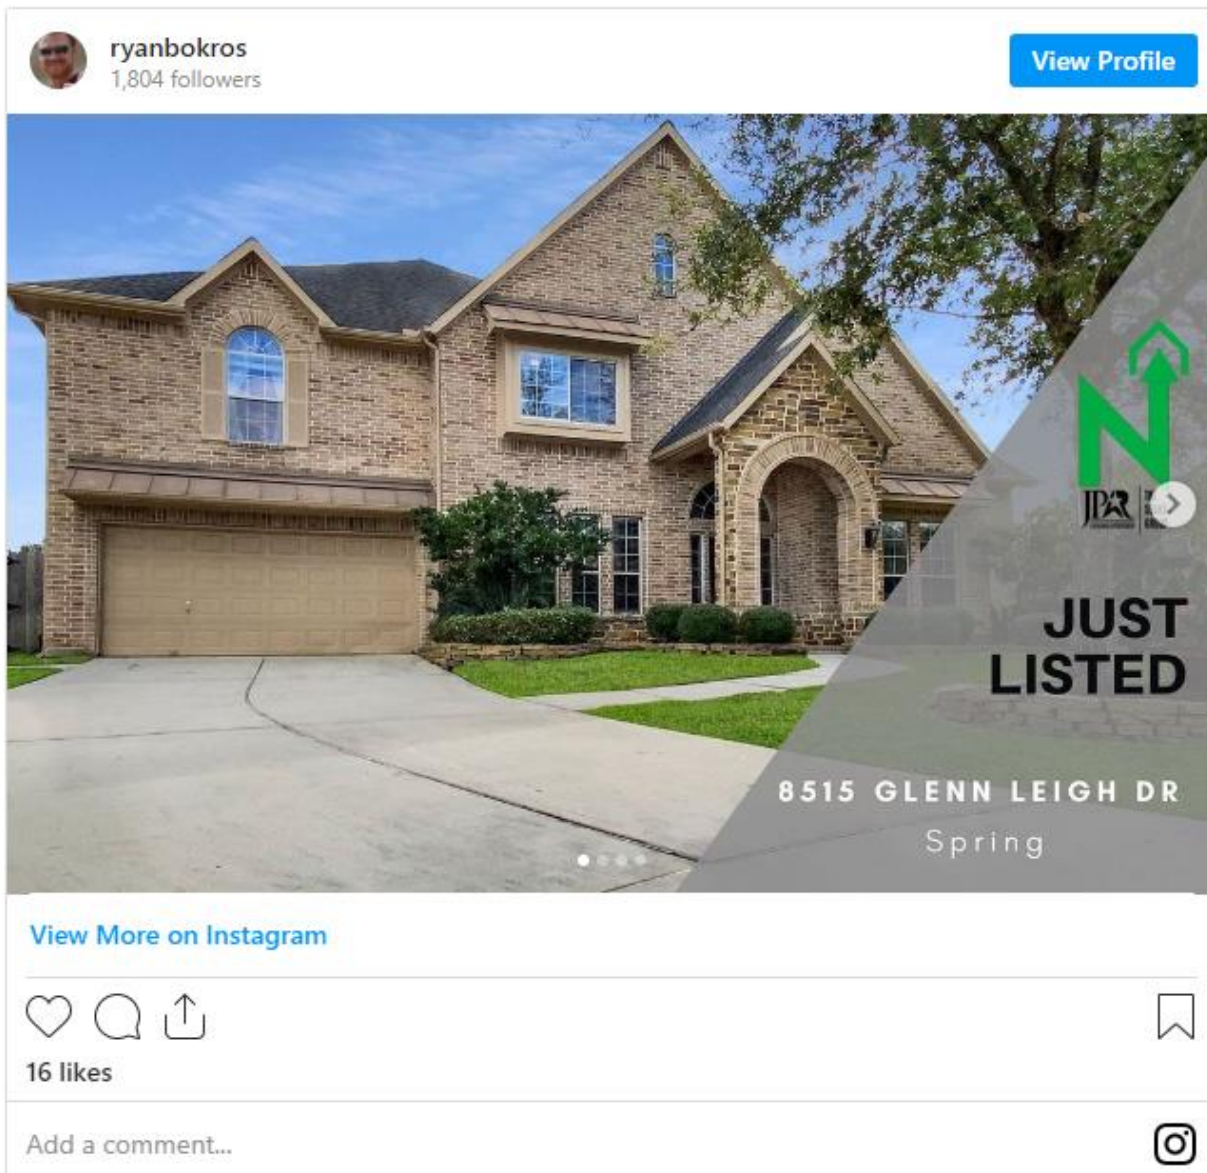 ryanbokros
1,804 followers
View Profile
N
JPAR
JUST
LISTED
8515 GLENN LEIGH DR
Spring
View More on Instagram
16 likes
Add a comment...